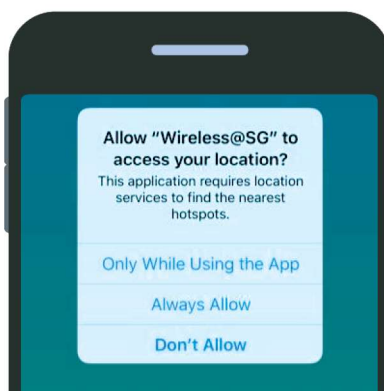 Allow “Wireless@SG” to
access your location?
This application requires location
services to find the nearest
hotspots.
Only While Using the App
Always Allow
Don’t Allow